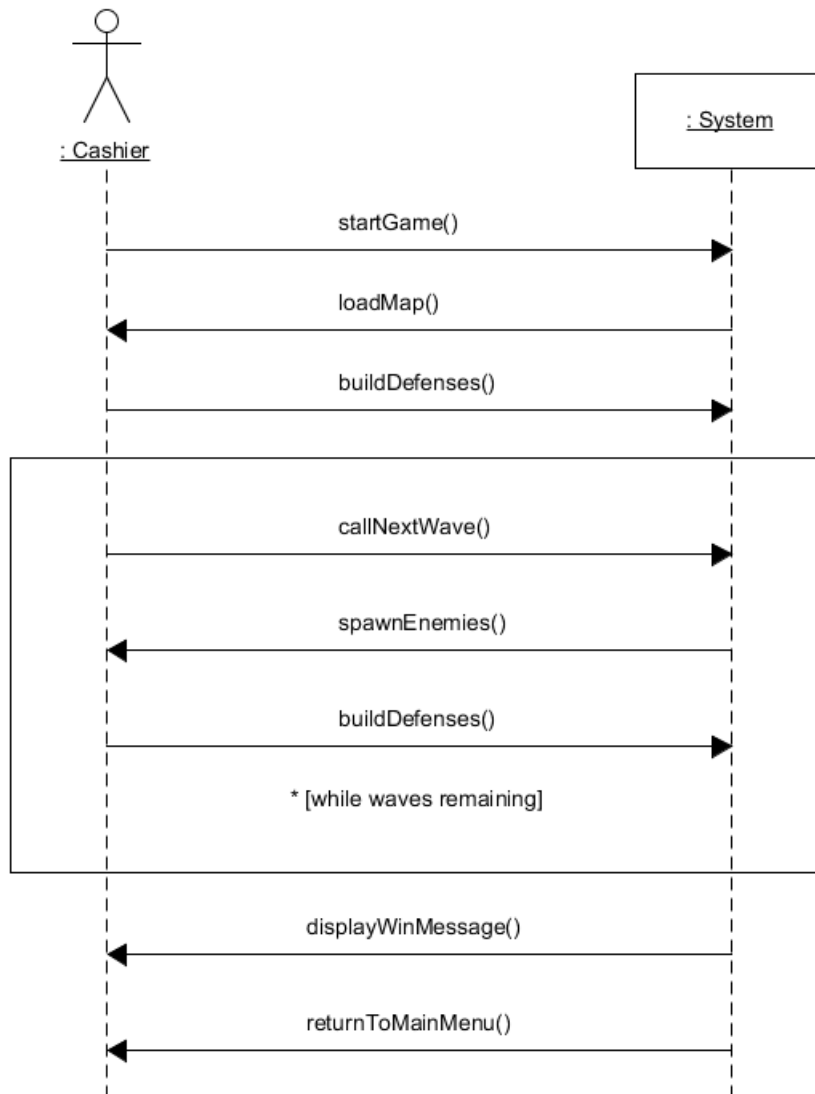 : Cashier
: System
startGame()
loadMap()
buildDefenses()
callNextWave()
spawnEnemies()
buildDefenses()
* [while waves remaining]
displayWinMessage()
returnToMainMenu()